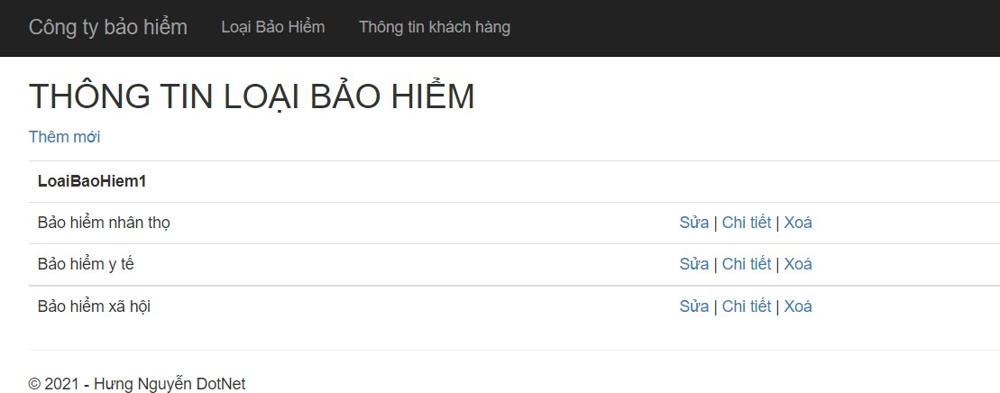 Công ty bảo hiểm Loại Bảo Hiểm Thông tin khách hàng
THÔNG TIN LOẠI BẢO HIỂM
Thêm mới
LoaiBaoHiem1
Bảo hiểm nhân thọ Sửa | Chi tiết | Xoá
Bảo hiểm y tế Sửa | Chi tiết | Xoá
Bảo hiểm xã hội Sửa | Chi tiết | Xoá
© 2021 - Hưng Nguyễn DotNet